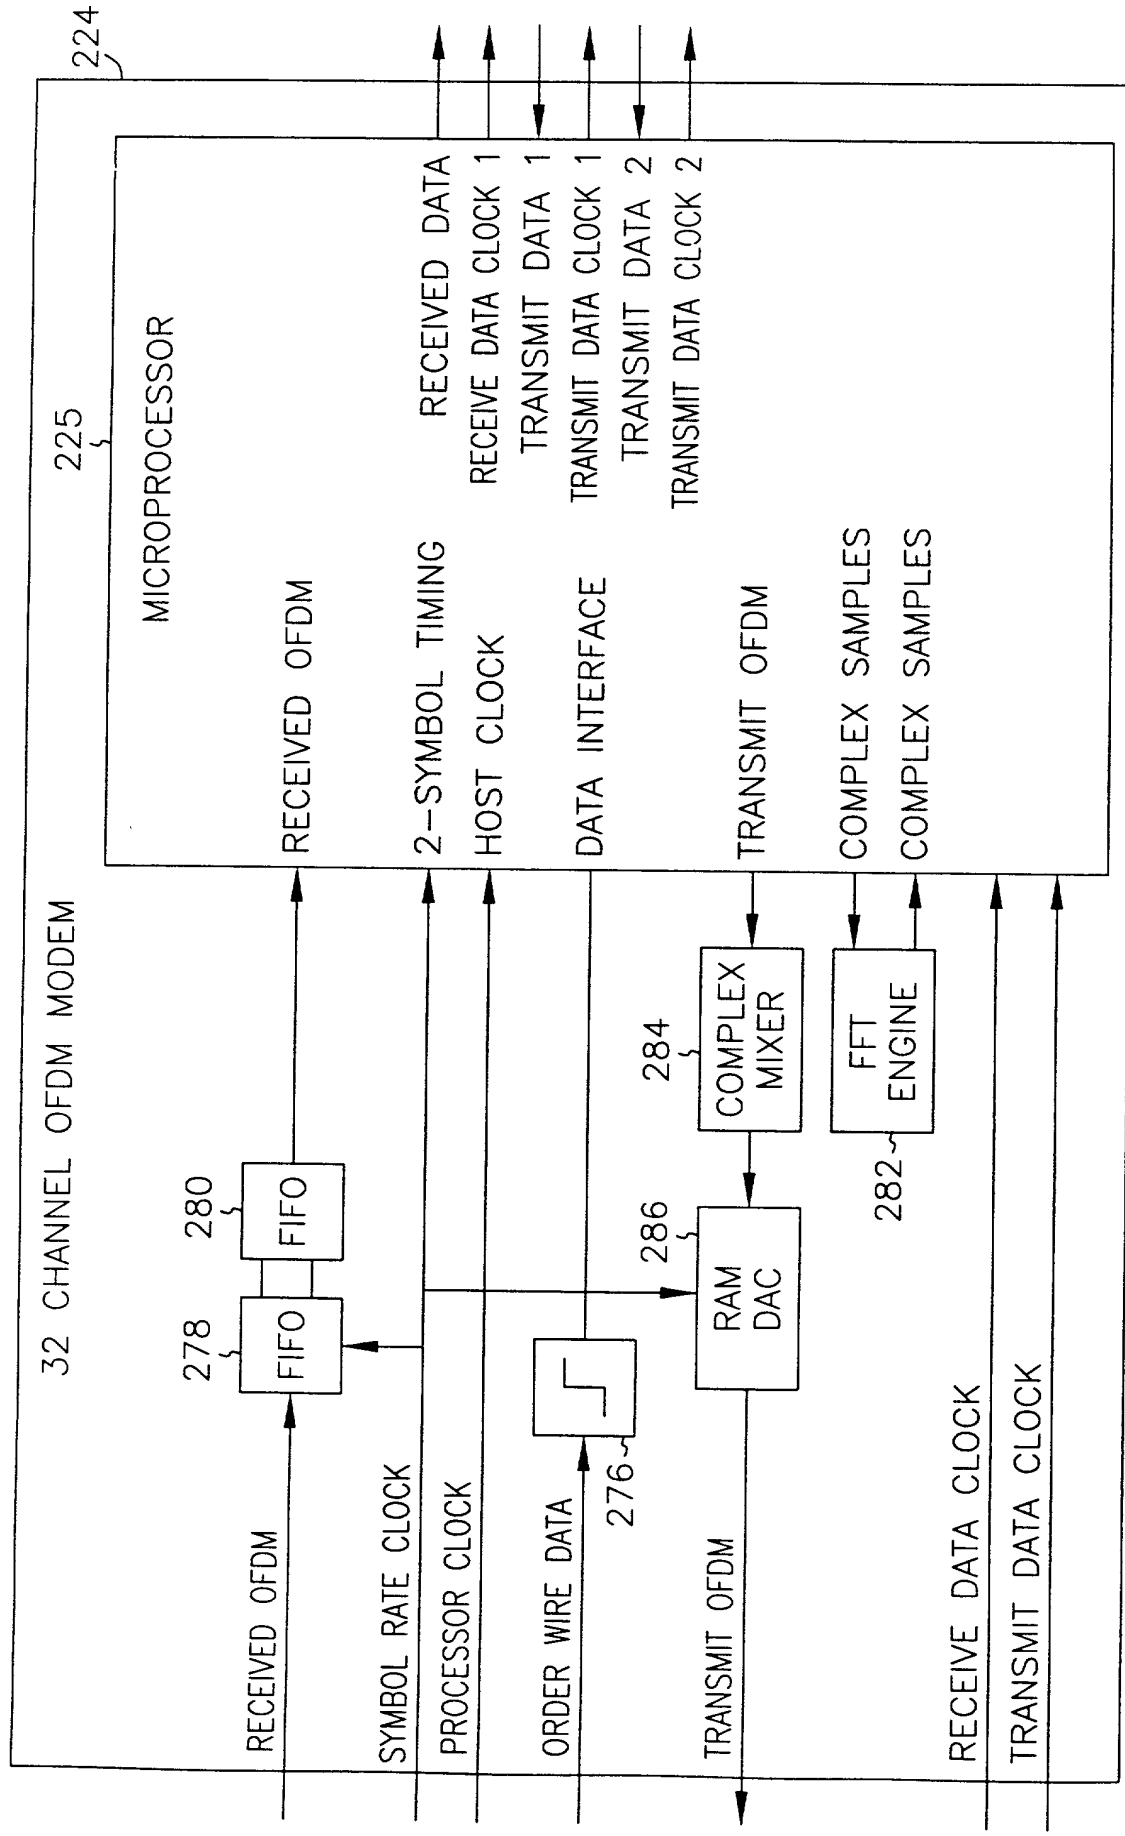 32 CHANNEL OFDM MODEM
224
225
MICROPROCESSOR
RECEIVED OFDM
278
FIFO
280
FIFO
RECEIVED OFDM
SYMBOL RATE CLOCK
2-SYMBOL TIMING
PROCESSOR CLOCK
HOST CLOCK
ORDER WIRE DATA
276
DATA INTERFACE
TRANSMIT OFDM
286
RAM
DAC
284
COMPLEX
MIXER
TRANSMIT OFDM
282
FFT
ENGINE
COMPLEX SAMPLES
COMPLEX SAMPLES
RECEIVE DATA CLOCK
TRANSMIT DATA CLOCK
RECEIVED DATA
RECEIVE DATA CLOCK 1
TRANSMIT DATA 1
TRANSMIT DATA CLOCK 1
TRANSMIT DATA 2
TRANSMIT DATA CLOCK 2